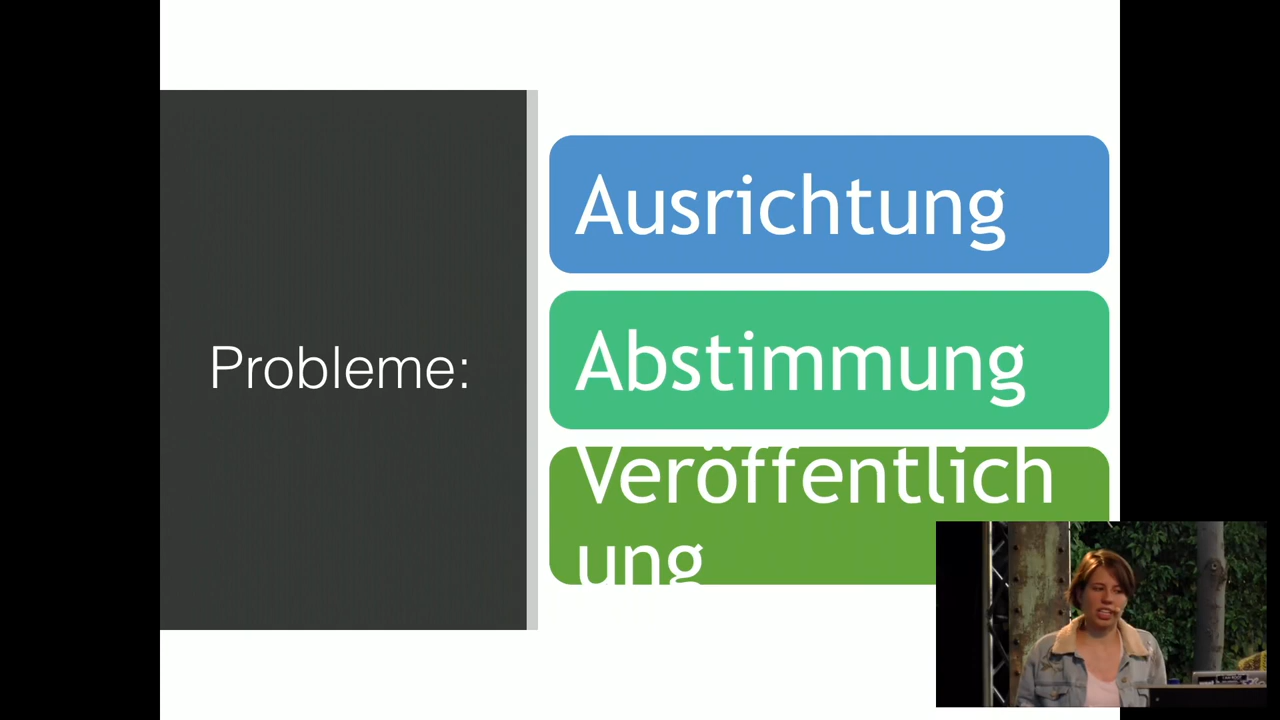 Probleme:
Ausrichtung
Abstimmung
Veröffentlich
ung